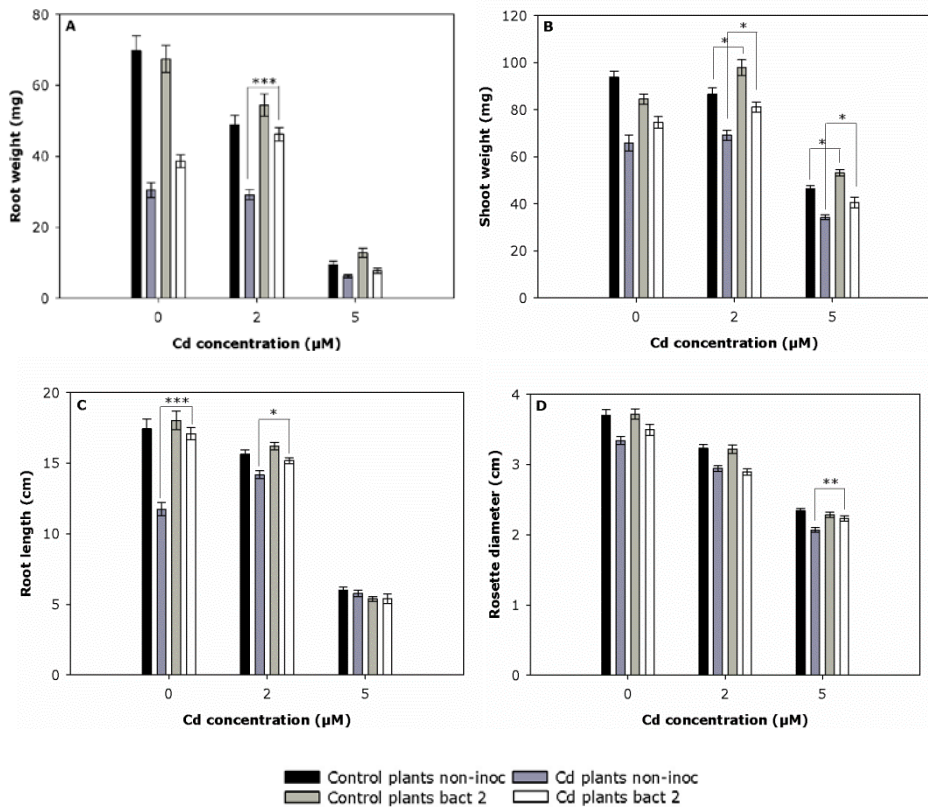 A
Root weight (mg)
80
60
40
20
0
***
0 2 5
Cd concentration (µM)
B
Shoot weight (mg)
120
100
80
60
40
20
0
* *
* *
0 2 5
Cd concentration (µM)
C
Root length (cm)
20
15
10
5
0
*** *
0 2 5
Cd concentration (µM)
D
Rosette diameter (cm)
4
3
2
1
0
**
0 2 5
Cd concentration (µM)
Control plants non-inoc Cd plants non-inoc
Control plants bact 2 Cd plants bact 2